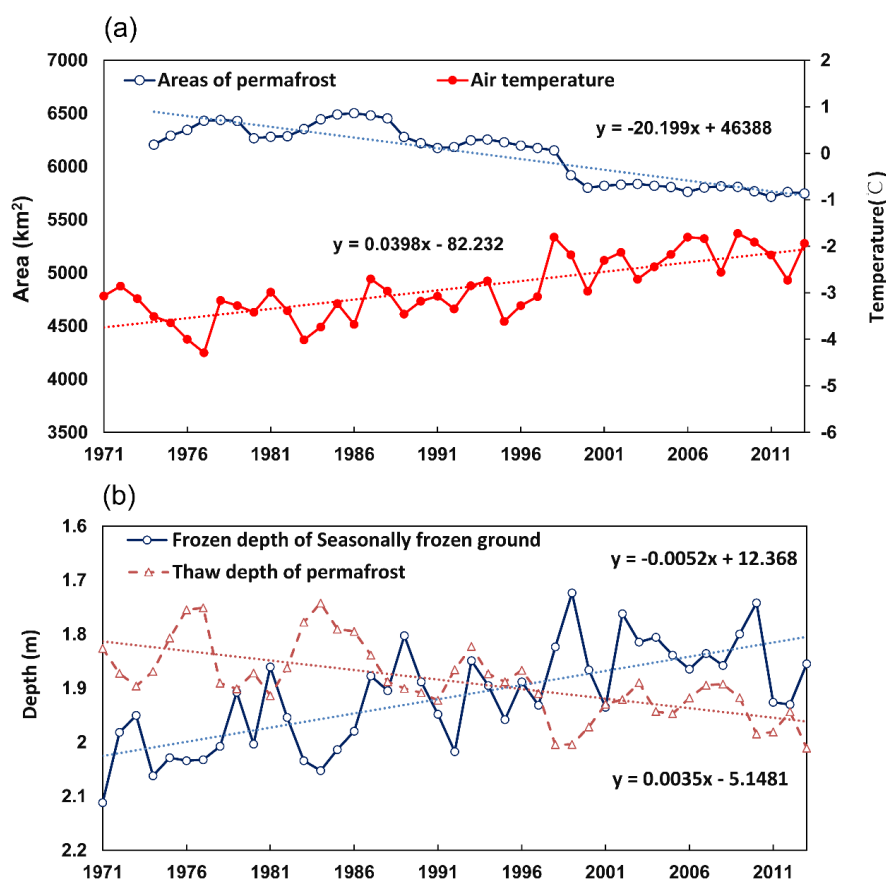 (a)
7000
6500
6000
5500
5000
4500
4000
3500
Area (km²)
Areas of permafrost
Air temperature
y = -20.199x + 46388
y = 0.0398x - 82.232
2
1
0
-1
-2
-3
-4
-5
-6
Temperature(℃)
1971 1976 1981 1986 1991 1996 2001 2006 2011
(b)
1.6
1.7
1.8
1.9
2
2.1
2.2
Depth (m)
Frozen depth of Seasonally frozen ground
Thaw depth of permafrost
y = -0.0052x + 12.368
y = 0.0035x - 5.1481
1971 1976 1981 1986 1991 1996 2001 2006 2011